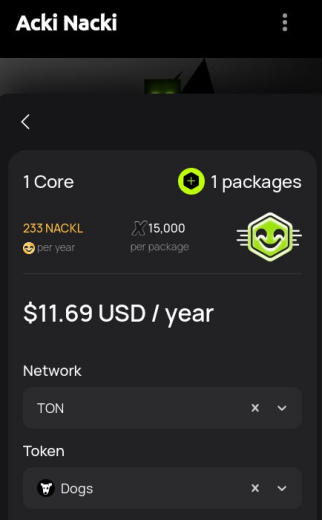 Acki Nacki
1 Core
1 packages
233 NACKL
15,000
per year
per package
$11.69 USD / year
Network
TON
Token
Dogs